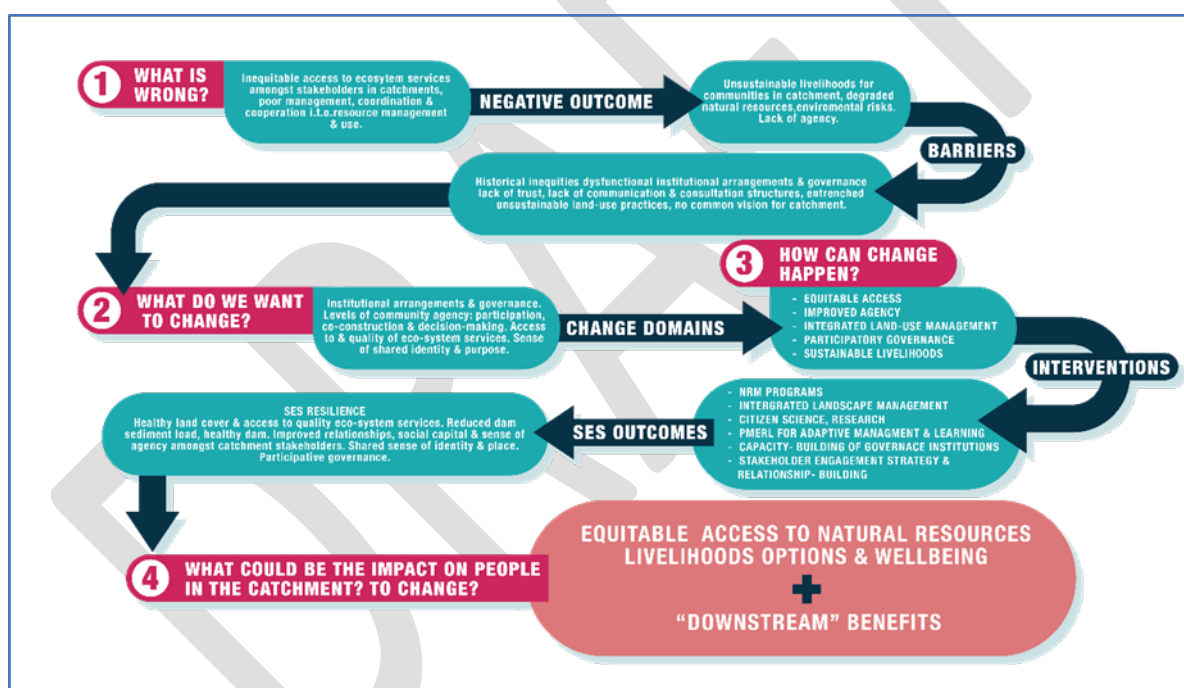 1
WHAT IS
WRONG?
Inequitable access to ecosytem services
amongst stakeholders in catchments,
poor management, coordination &
cooperation i.t.o.resource management
& use.
NEGATIVE OUTCOME
Unsustainable livelihoods for
communities in catchment, degraded
natural resources,enviromental risks.
Lack of agency.
BARRIERS
Historical inequities dysfunctional institutional arrangements & governance
lack of trust, lack of communication & consultation structures, entrenched
unsustainable land-use practices, no common vision for catchment.
2
WHAT DO WE WANT
TO CHANGE?
Institutional arrangements & governance.
Levels of community agency: participation,
co-construction & decision-making. Access
to & quality of eco-system services. Sense
of shared identity & purpose.
CHANGE DOMAINS
3
HOW CAN CHANGE
HAPPEN?
- EQUITABLE ACCESS
- IMPROVED AGENCY
- INTEGRATED LAND-USE MANAGEMENT
- PARTICIPATORY GOVERNANCE
- SUSTAINABLE LIVELIHOODS
INTERVENTIONS
- NRM PROGRAMS
- INTERGRATED LANDSCAPE MANAGEMENT
- CITIZEN SCIENCE, RESEARCH
- PMERL FOR ADAPTIVE MANAGMENT & LEARNING
- CAPACITY- BUILDING OF GOVERNACE INSTITUTIONS
- STAKEHOLDER ENGAGEMENT STRATEGY &
RELATIONSHIP- BUILDING
SES OUTCOMES
SES RESILIENCE
Healthy land cover & access to quality eco-system services. Reduced dam
sediment load, healthy dam. Improved relationships, social capital & sense of
agency amongst catchment stakeholders. Shared sense of identity & place.
Participative governance.
4
WHAT COULD BE THE IMPACT ON PEOPLE
IN THE CATCHMENT? TO CHANGE?
EQUITABLE ACCESS TO NATURAL RESOURCES
LIVELIHOODS OPTIONS & WELLBEING
+
“DOWNSTREAM” BENEFITS
DRAFT